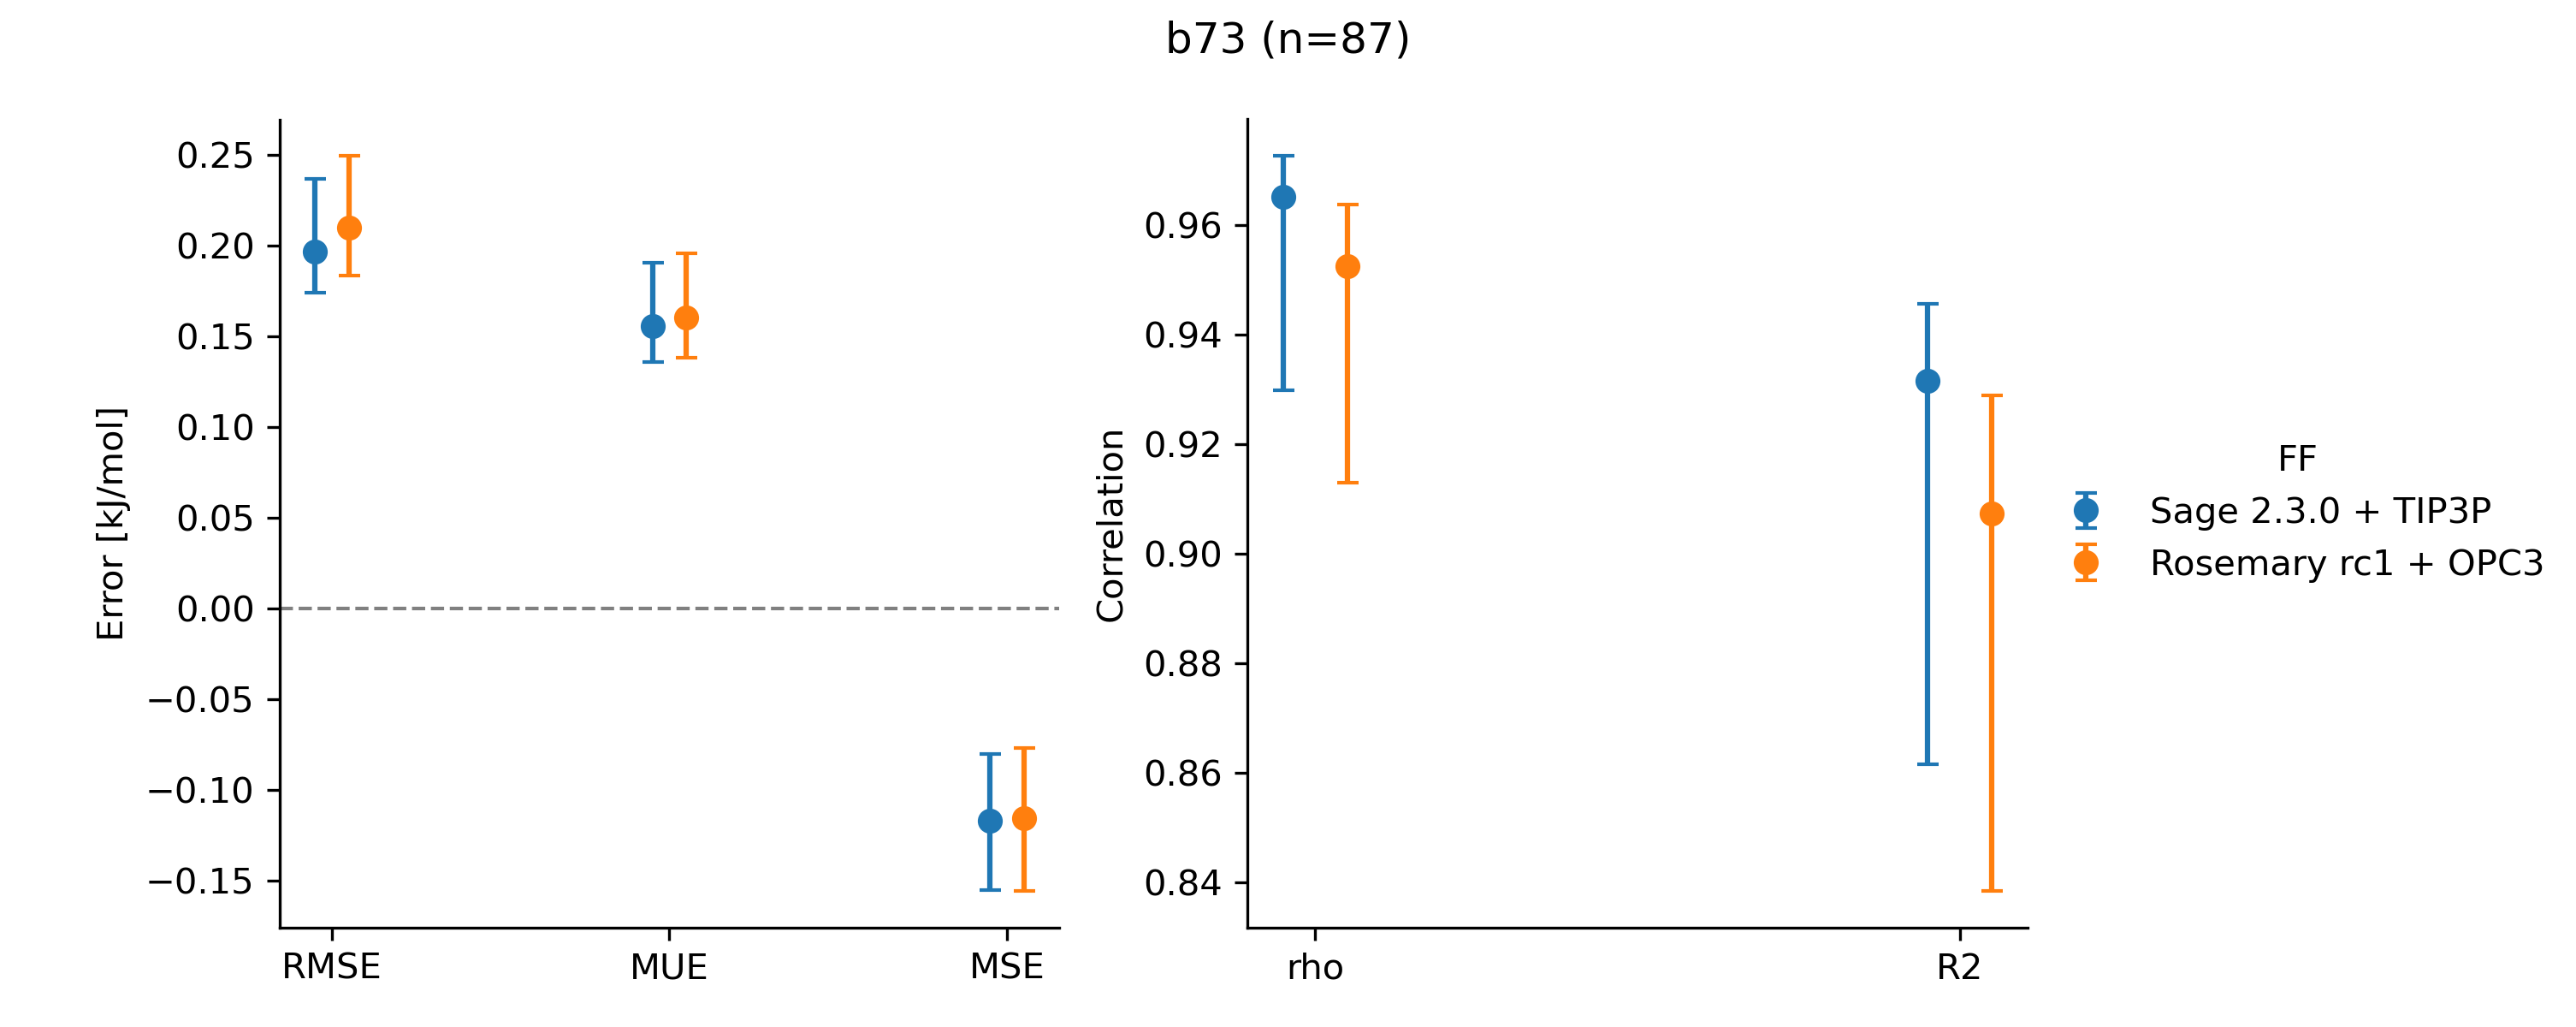 b73 (n=87)
Error [kJ/mol]
0.25
0.20
0.15
0.10
0.05
0.00
−0.05
−0.10
−0.15
RMSE
MUE
MSE
Correlation
0.96
0.94
0.92
0.90
0.88
0.86
0.84
rho
R2
FF
Sage 2.3.0 + TIP3P
Rosemary rc1 + OPC3